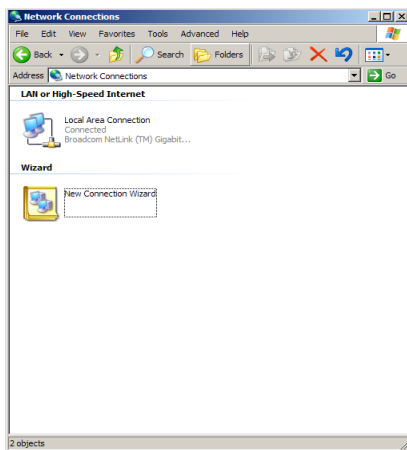 Network Connections
File Edit View Favorites Tools Advanced Help
Back Search Folders
Address Network Connections Go
LAN or High-Speed Internet
Local Area Connection
Connected
Broadcom NetLink (TM) Gigabit...
Wizard
New Connection Wizard
2 objects